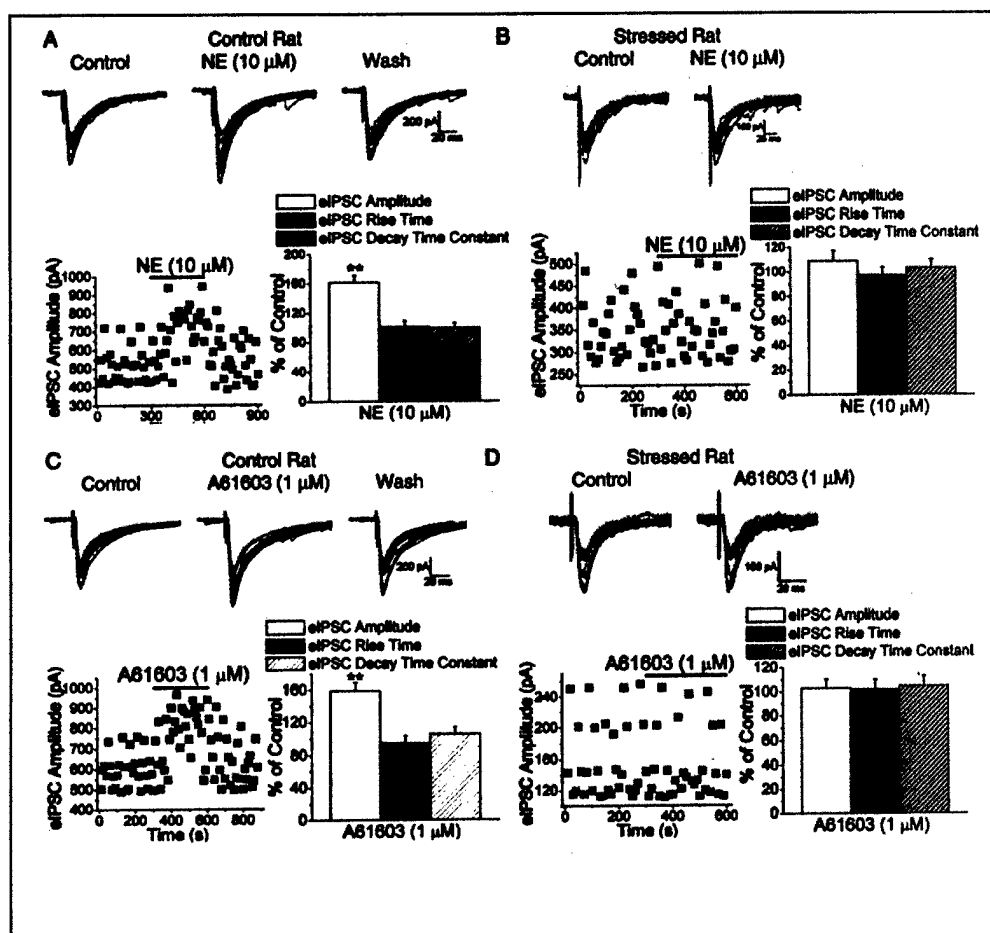 A
Control Rat
Control
NE (10 µM)
Wash
200 pA
20 ms
eIPSC Amplitude
eIPSC Rise Time
eIPSC Decay Time Constant
NE (10 µM)
eIPSC Amplitude (pA)
1000
900
800
700
600
500
400
300
0
300
600
900
% of Control
160
120
80
40
0
**
NE (10 µM)
B
Stressed Rat
Control
NE (10 µM)
20 ms
eIPSC Amplitude
eIPSC Rise Time
eIPSC Decay Time Constant
NE (10 µM)
eIPSC Amplitude (pA)
500
450
400
350
300
250
0
200
400
600
Time (s)
% of Control
120
100
80
60
40
20
0
NE (10 µM)
C
Control Rat
Control
A61603 (1 µM)
Wash
200 pA
20 ms
eIPSC Amplitude
eIPSC Rise Time
eIPSC Decay Time Constant
A61603 (1 µM)
eIPSC Amplitude (pA)
1000
900
800
700
600
500
400
0
200
400
600
800
Time (s)
% of Control
160
120
80
40
0
**
A61603 (1 µM)
D
Stressed Rat
Control
A61603 (1 µM)
100 pA
20 ms
eIPSC Amplitude
eIPSC Rise Time
eIPSC Decay Time Constant
A61603 (1 µM)
eIPSC Amplitude (pA)
240
200
160
120
0
200
400
600
Time (s)
% of Control
120
100
80
60
40
20
0
A61603 (1 µM)